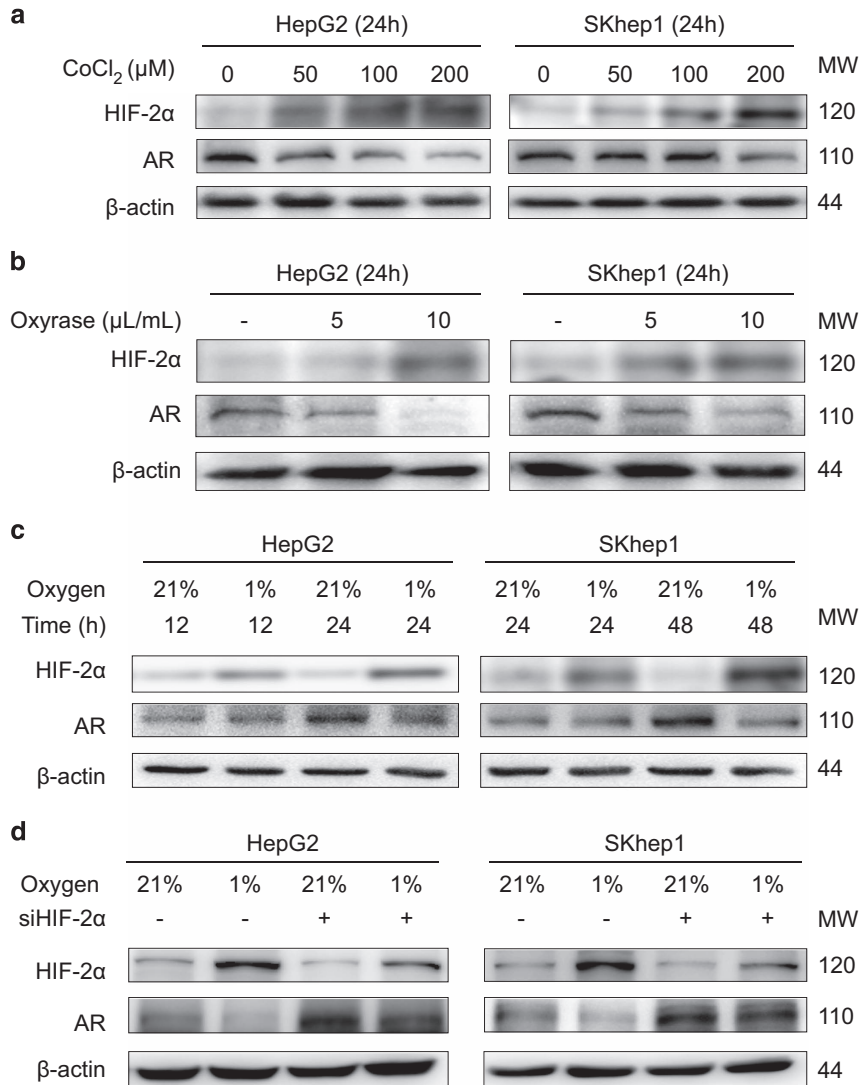 a
HepG2 (24h) SKhep1 (24h)
CoCl2 (μM) 0 50 100 200 0 50 100 200 MW
HIF-2α 120
AR 110
β-actin 44
b
HepG2 (24h) SKhep1 (24h)
Oxyrase (μL/mL) - 5 10 - 5 10 MW
HIF-2α 120
AR 110
β-actin 44
c
HepG2 SKhep1
Oxygen 21% 1% 21% 1% 21% 1% 21% 1%
Time (h) 12 12 24 24 24 24 48 48 MW
HIF-2α 120
AR 110
β-actin 44
d
HepG2 SKhep1
Oxygen 21% 1% 21% 1% 21% 1% 21% 1%
siHIF-2α - - + + - - + + MW
HIF-2α 120
AR 110
β-actin 44